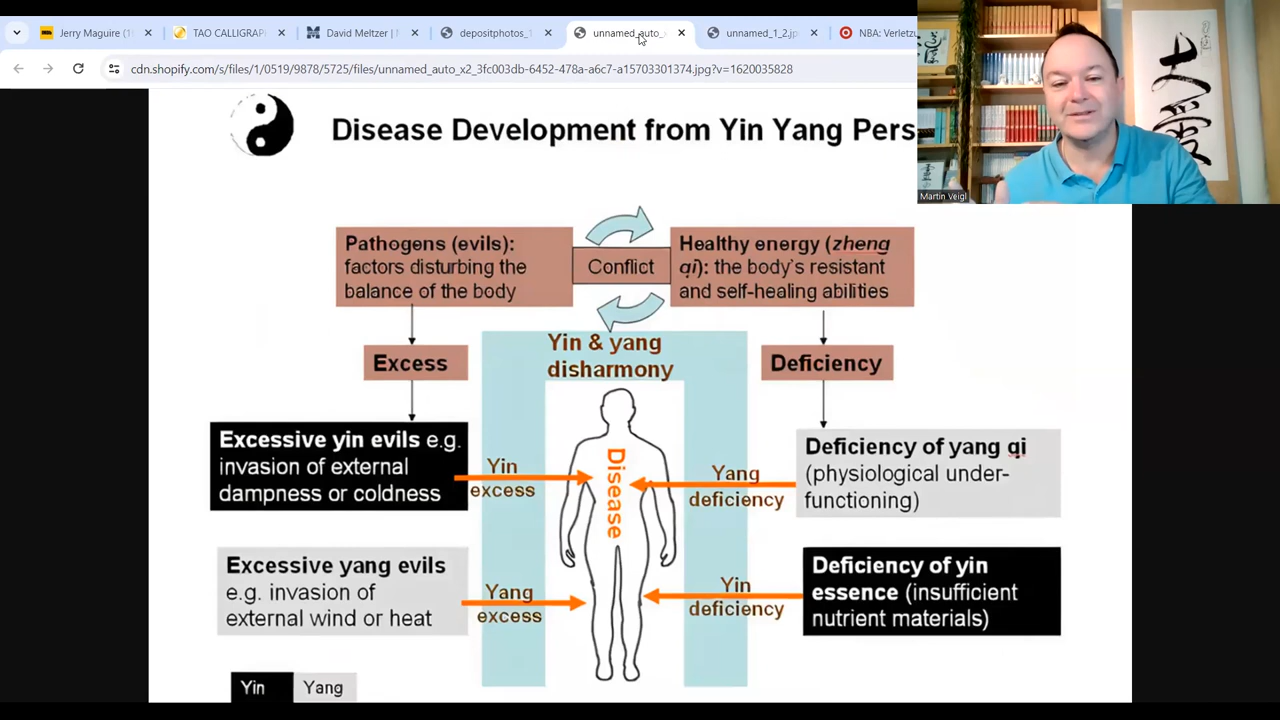 Jerry Maguire (
TAO CALLIGRAP
David Meltzer |
depositphotos_
unnamed_auto_
unnamed_1_2.jp
NBA: Verletzu
cdn.shopify.com/s/files/1/0519/9878/5725/files/unnamed_auto_x2_3fc003db-6452-478a-a6c7-a15703301374.jpg?v=1620035828
Martin Veigl
Disease Development from Yin Yang Pers
Pathogens (evils):
factors disturbing the
balance of the body
Conflict
Healthy energy (zheng
qi): the body's resistant
and self-healing abilities
Yin & yang
disharmony
Excess
Deficiency
Excessive yin evils e.g.
invasion of external
dampness or coldness
Yin
excess
Disease
Yang
deficiency
Deficiency of yang qi
(physiological under-
functioning)
Excessive yang evils
e.g. invasion of
external wind or heat
Yang
excess
Yin
deficiency
Deficiency of yin
essence (insufficient
nutrient materials)
Yin
Yang